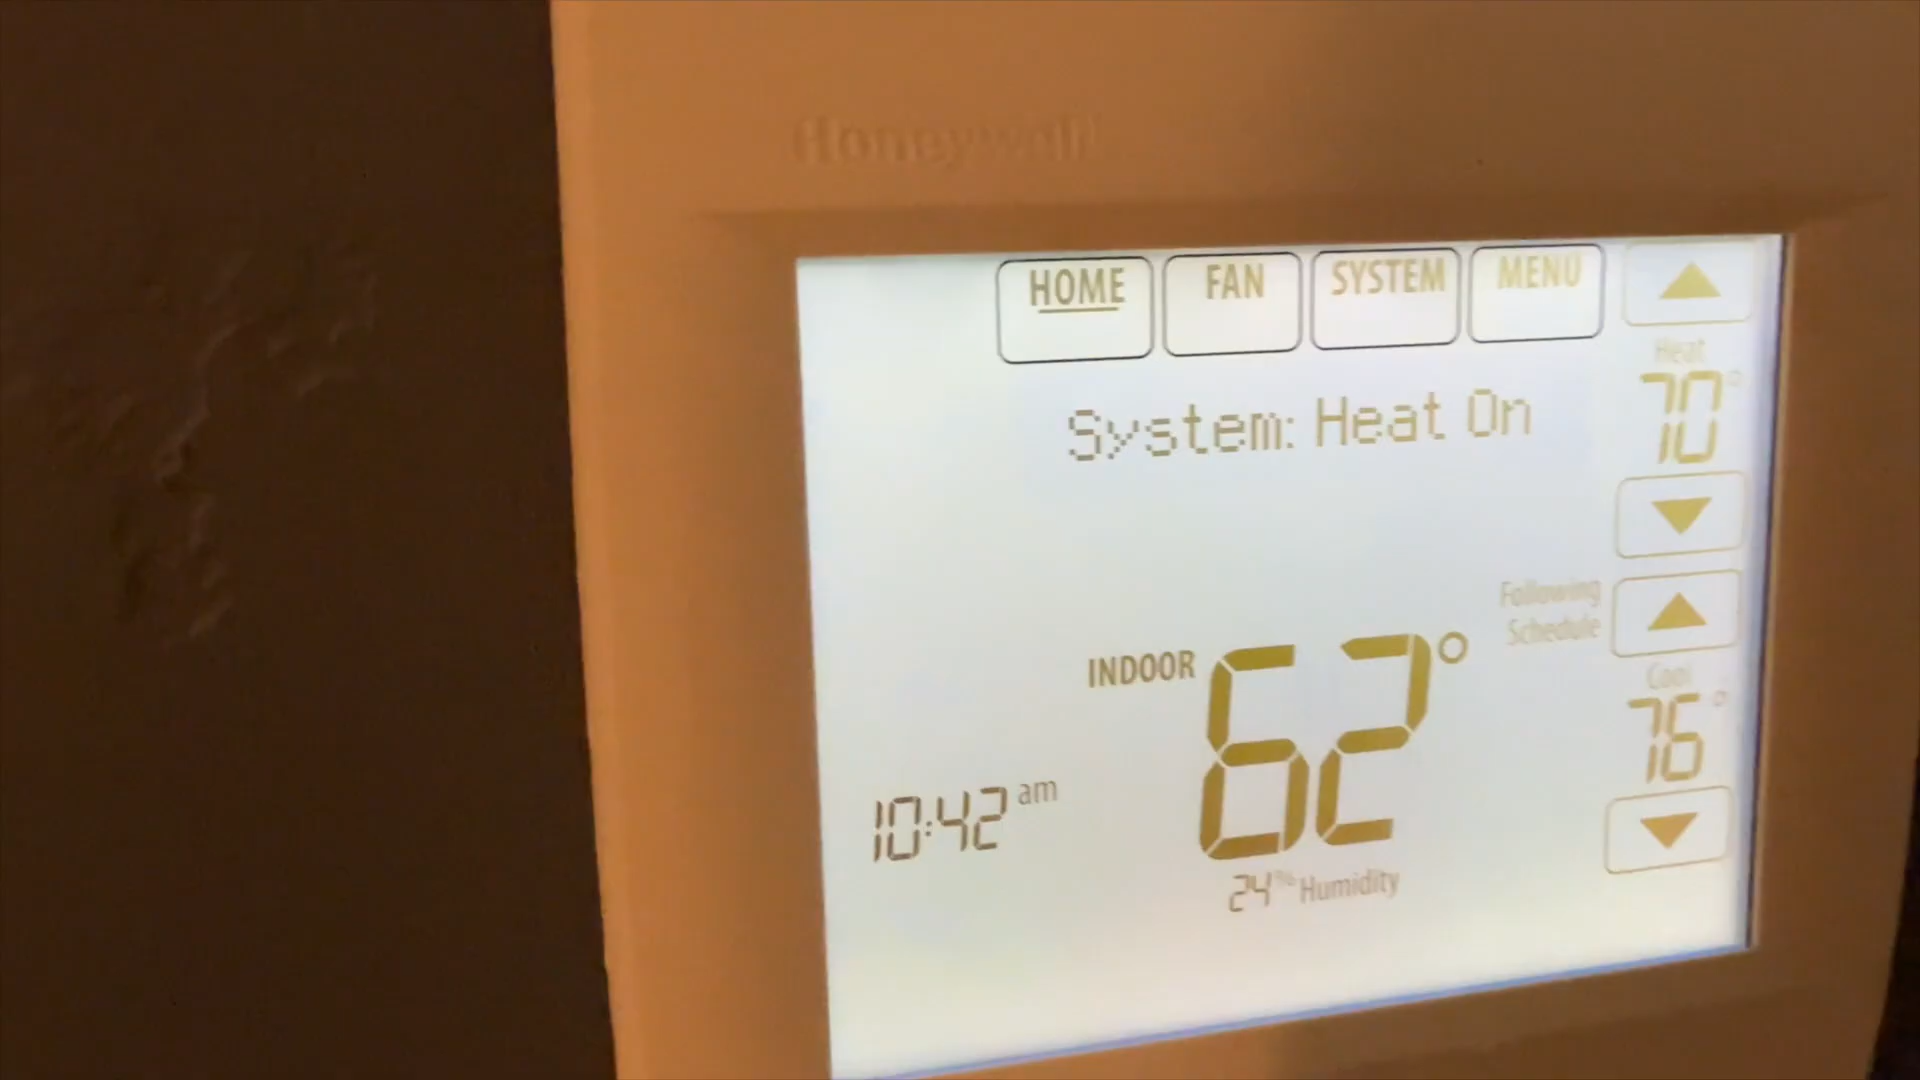 Honeywell
HOME FAN SYSTEM MENU
Heat
70°
System: Heat On
Following
Schedule
INDOOR 62°
Cool
76°
10:42 am
24% Humidity